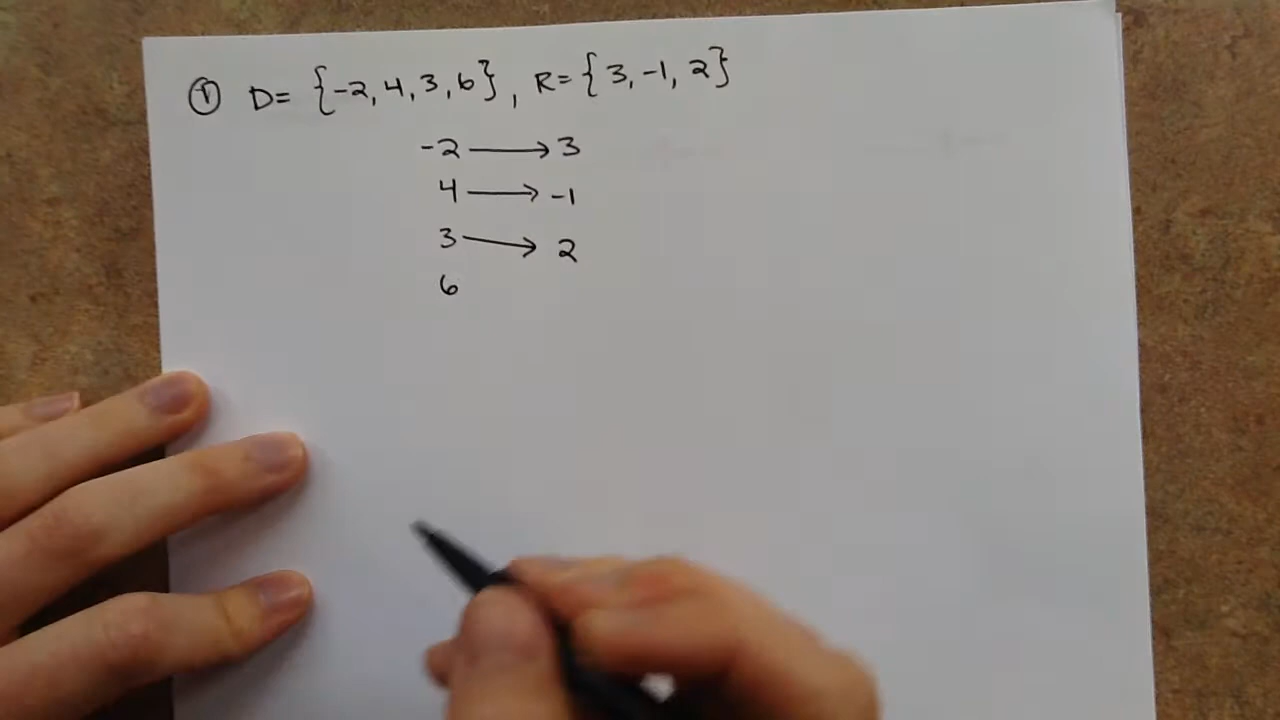 ① D= {-2, 4, 3, 6}, R= {3, -1, 2}
-2 → 3
4 → -1
3 → 2
6